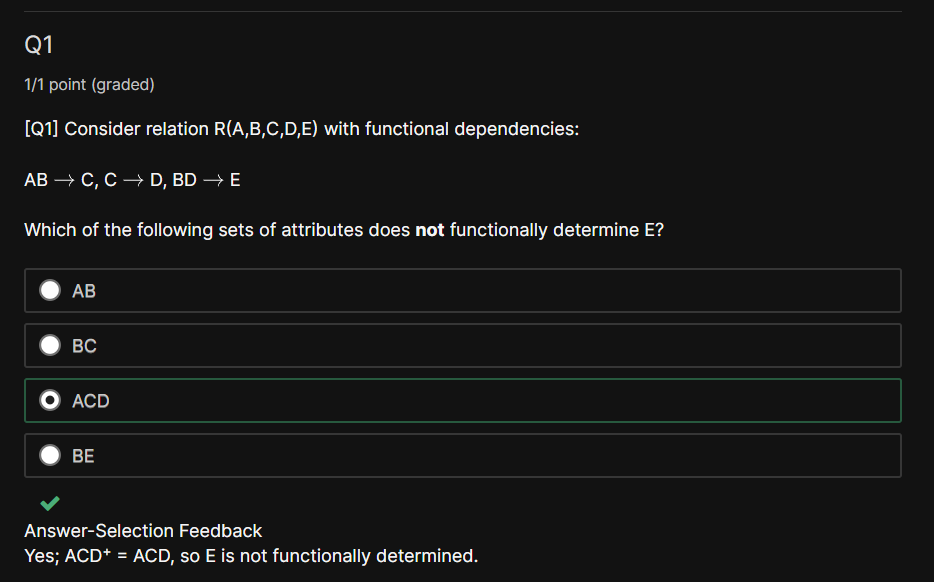 Q1
1/1 point (graded)
[Q1] Consider relation R(A,B,C,D,E) with functional dependencies:
AB → C, C → D, BD → E
Which of the following sets of attributes does not functionally determine E?
AB
BC
ACD
BE
Answer-Selection Feedback
Yes; ACD⁺ = ACD, so E is not functionally determined.